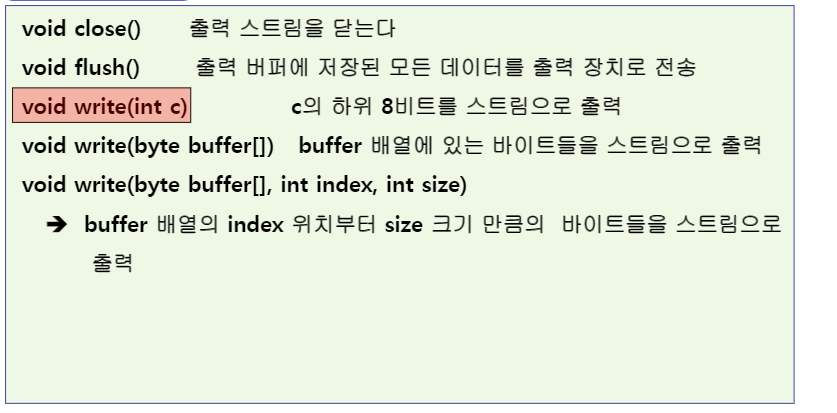 void close() 출력 스트림을 닫는다
void flush() 출력 버퍼에 저장된 모든 데이터를 출력 장치로 전송
void write(int c) c의 하위 8비트를 스트림으로 출력
void write(byte buffer[]) buffer 배열에 있는 바이트들을 스트림으로 출력
void write(byte buffer[], int index, int size)
➔ buffer 배열의 index 위치부터 size 크기 만큼의 바이트들을 스트림으로
출력